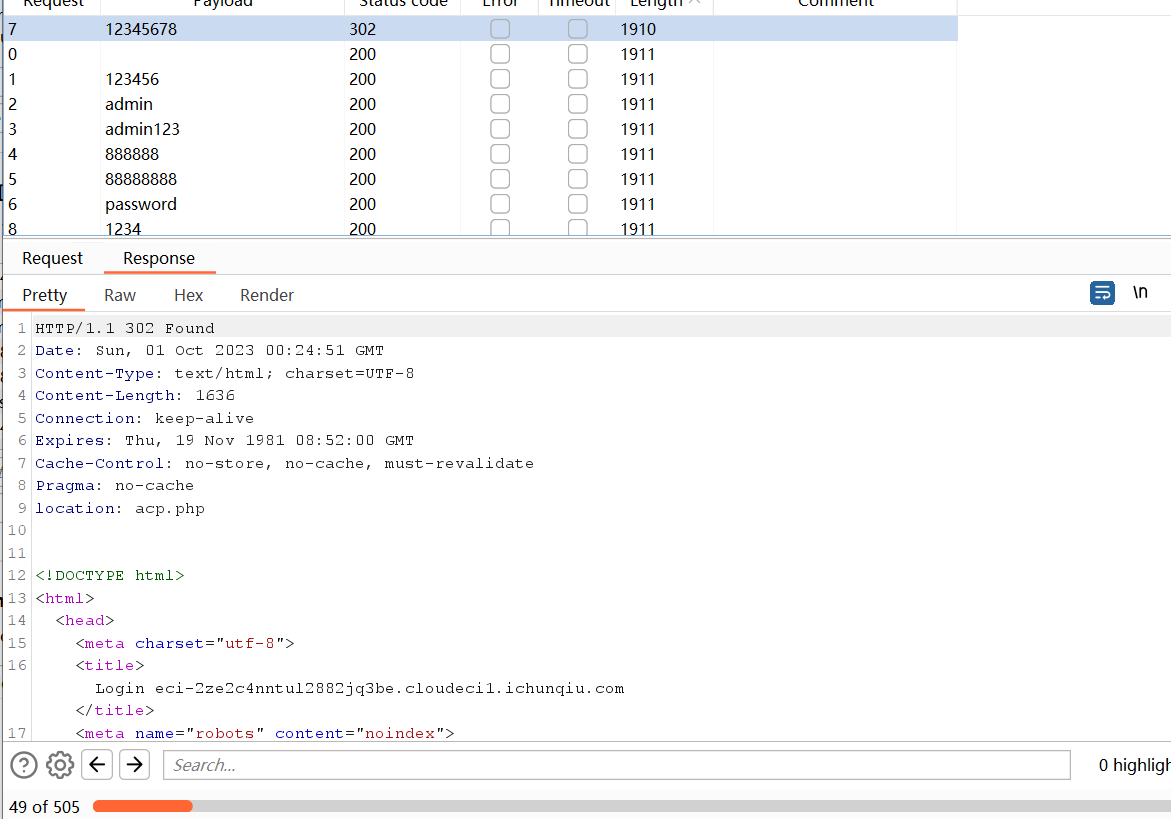 Request Payload Status code Error Timeout Length Comment
7 12345678 302 1910
0 200 1911
1 123456 200 1911
2 admin 200 1911
3 admin123 200 1911
4 888888 200 1911
5 88888888 200 1911
6 password 200 1911
8 1234 200 1911
Request Response
Pretty Raw Hex Render \n
1 HTTP/1.1 302 Found
2 Date: Sun, 01 Oct 2023 00:24:51 GMT
3 Content-Type: text/html; charset=UTF-8
4 Content-Length: 1636
5 Connection: keep-alive
6 Expires: Thu, 19 Nov 1981 08:52:00 GMT
7 Cache-Control: no-store, no-cache, must-revalidate
8 Pragma: no-cache
9 location: acp.php
10
11
12 <!DOCTYPE html>
13 <html>
14 <head>
15 <meta charset="utf-8">
16 <title>
Login eci-2ze2c4nntul2882jq3be.cloudeci1.ichunqiu.com
</title>
17 <meta name="robots" content="noindex">
Search... 0 highligh
49 of 505